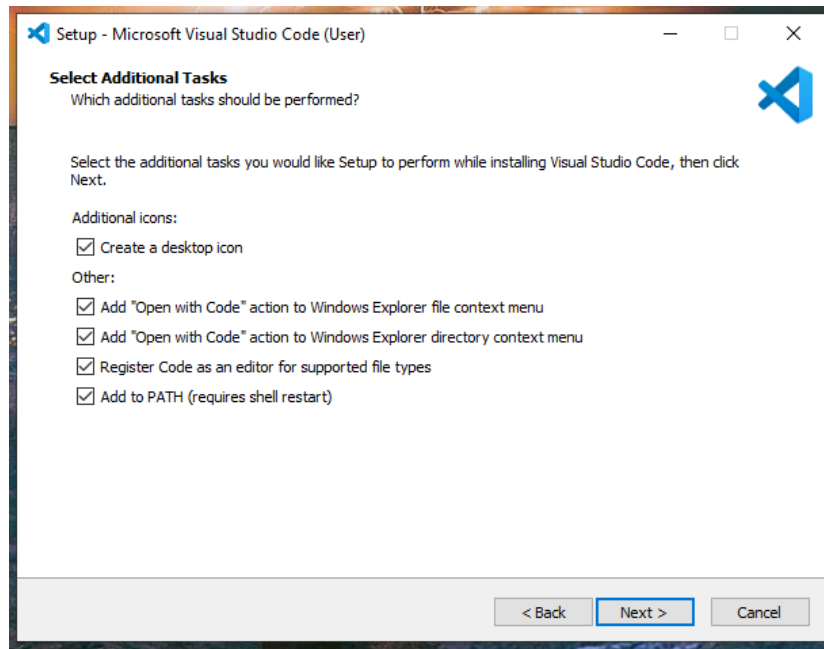 Setup - Microsoft Visual Studio Code (User)
Select Additional Tasks
Which additional tasks should be performed?
Select the additional tasks you would like Setup to perform while installing Visual Studio Code, then click
Next.
Additional icons:
Create a desktop icon
Other:
Add "Open with Code" action to Windows Explorer file context menu
Add "Open with Code" action to Windows Explorer directory context menu
Register Code as an editor for supported file types
Add to PATH (requires shell restart)
< Back Next > Cancel